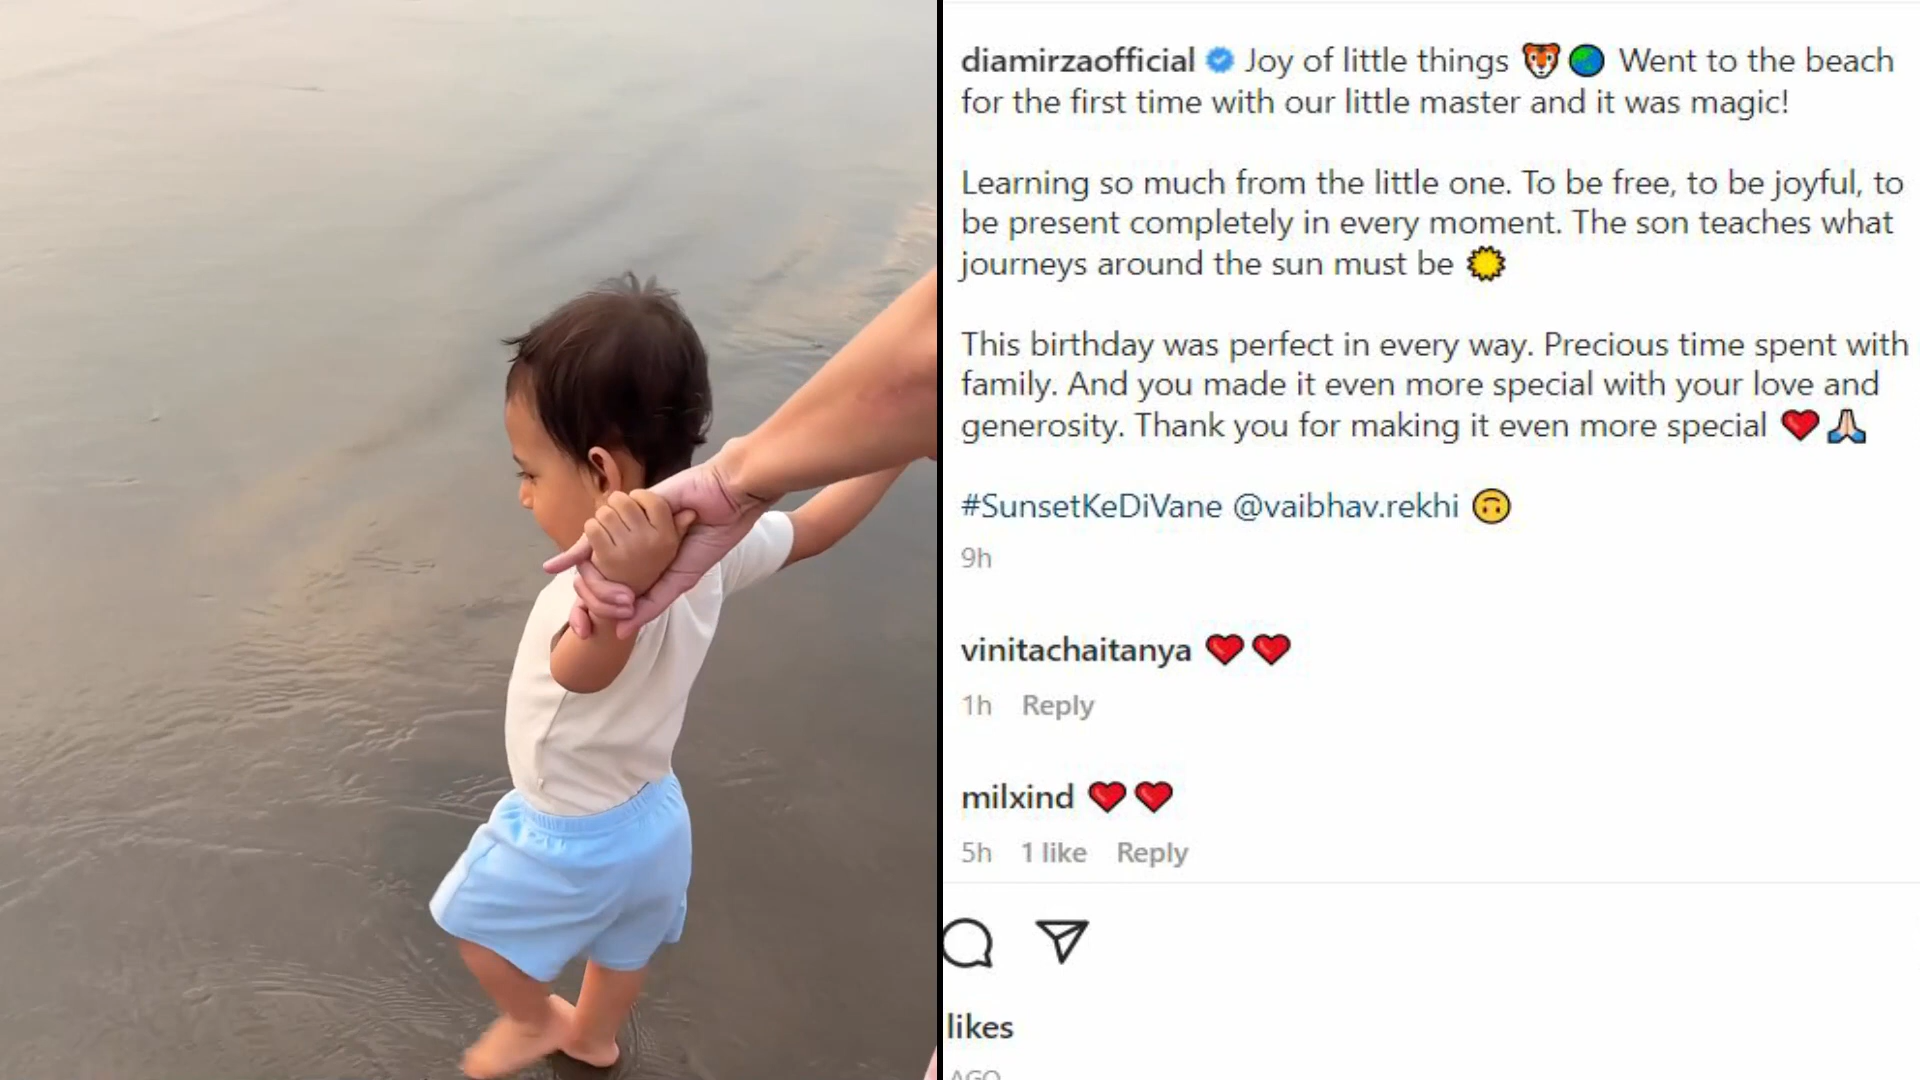 diamirzaofficial Joy of little things 🐯🌏 Went to the beach
for the first time with our little master and it was magic!
Learning so much from the little one. To be free, to be joyful, to
be present completely in every moment. The son teaches what
journeys around the sun must be
This birthday was perfect in every way. Precious time spent with
family. And you made it even more special with your love and
generosity. Thank you for making it even more special ❤️🙏🏻
#SunsetKeDiVane @vaibhav.rekhi 🙃
9h
vinitachaitanya ❤️❤️
1h Reply
milxind ❤️❤️
5h 1 like Reply
likes
AGO